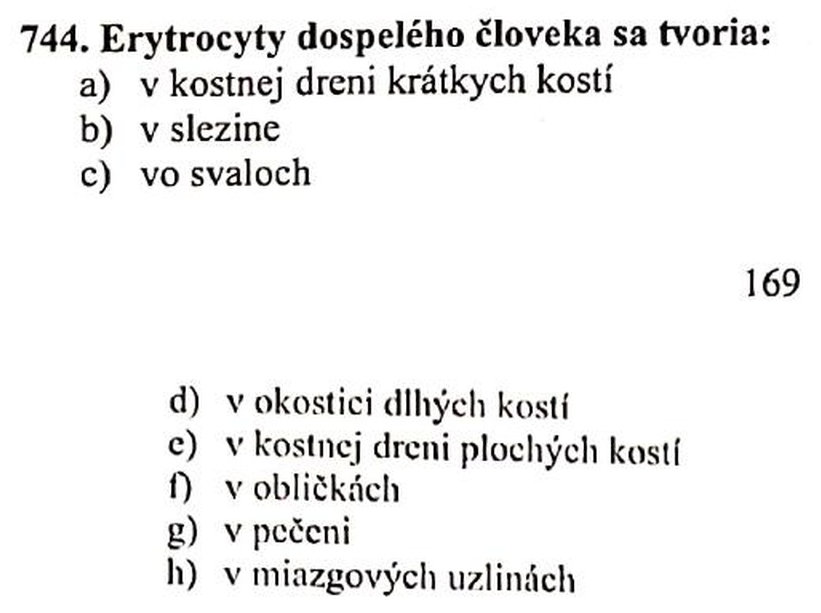 744. Erytrocyty dospelého človeka sa tvoria:
a) v kostnej dreni krátkych kostí
b) v slezine
c) vo svaloch
169
d) v okostici dlhých kostí
e) v kostnej dreni plochých kostí
f) v obličkách
g) v pečeni
h) v miazgových uzlinách